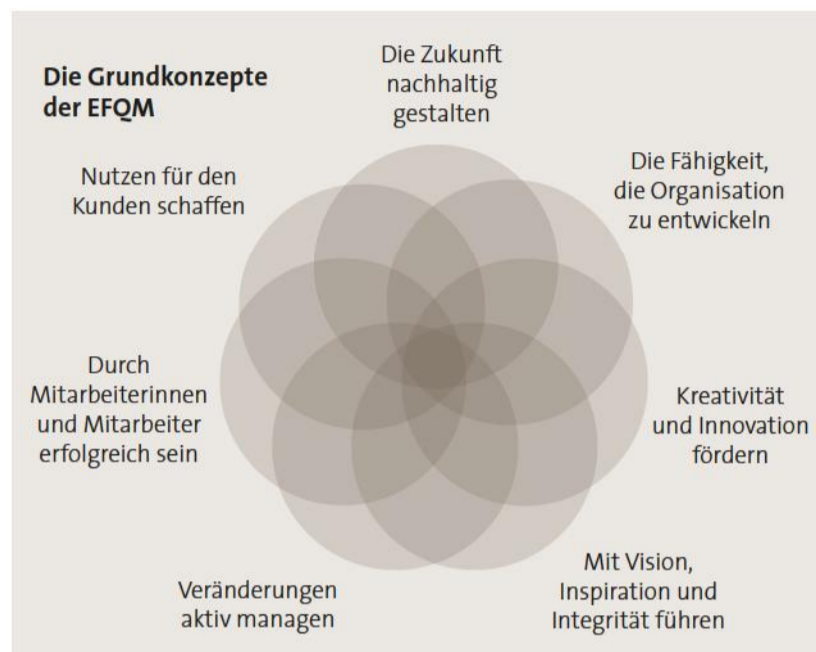 Die Grundkonzepte
der EFQM
Die Zukunft
nachhaltig
gestalten
Die Fähigkeit,
die Organisation
zu entwickeln
Kreativität
und Innovation
fördern
Mit Vision,
Inspiration und
Integrität führen
Veränderungen
aktiv managen
Durch
Mitarbeiterinnen
und Mitarbeiter
erfolgreich sein
Nutzen für den
Kunden schaffen